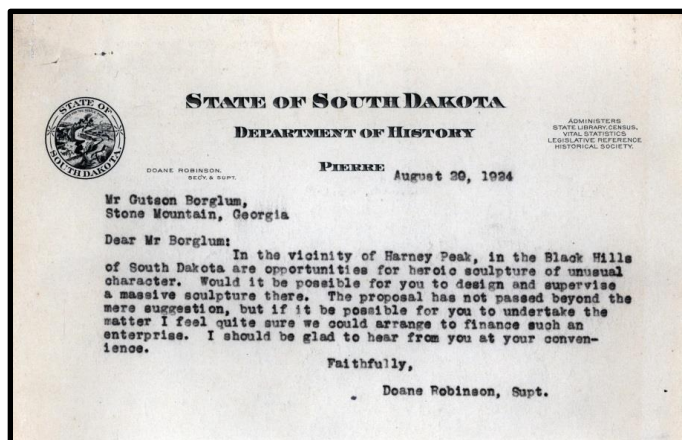 STATE OF SOUTH DAKOTA
DEPARTMENT OF HISTORY
PIERRE
STATE OF
SOUTH DAKOTA
DOANE ROBINSON,
SEC'Y. & SUPT.
ADMINISTERS
STATE LIBRARY, CENSUS,
VITAL STATISTICS
LEGISLATIVE REFERENCE
HISTORICAL SOCIETY.
August 20, 1924
Mr Gutson Borglum,
Stone Mountain, Georgia
Dear Mr Borglum:
In the vicinity of Harney Peak, in the Black Hills
of South Dakota are opportunities for heroic sculpture of unusual
character. Would it be possible for you to design and supervise
a massive sculpture there. The proposal has not passed beyond the
mere suggestion, but if it be possible for you to undertake the
matter I feel quite sure we could arrange to finance such an
enterprise. I should be glad to hear from you at your conven-
ience.
Faithfully,
Doane Robinson, Supt.